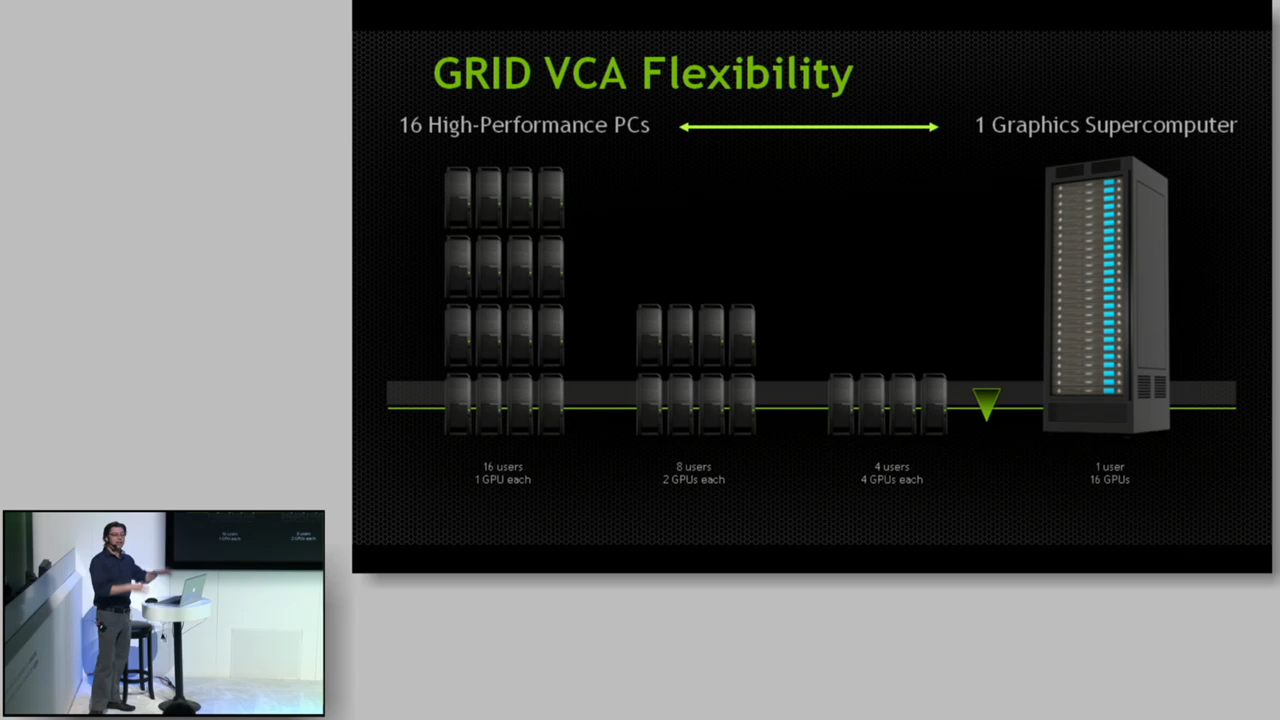 GRID VCA Flexibility
16 High-Performance PCs
1 Graphics Supercomputer
16 users
1 GPU each
8 users
2 GPUs each
4 users
4 GPUs each
1 user
16 GPUs